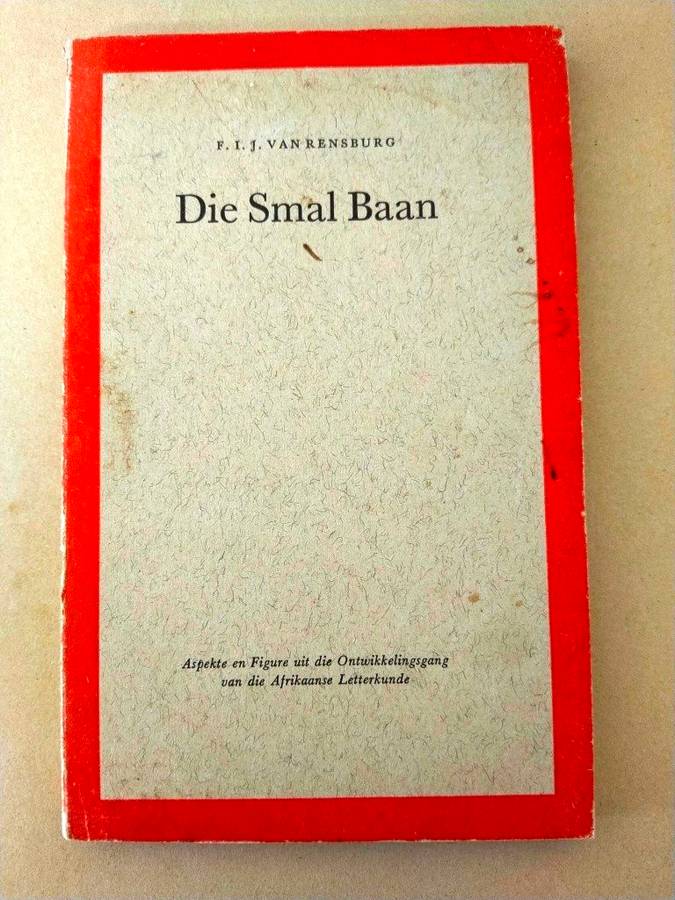 F. I. J. VAN RENSBURG
Die Smal Baan
Aspekte en Figure uit die Ontwikkelingsgang
van die Afrikaanse Letterkunde